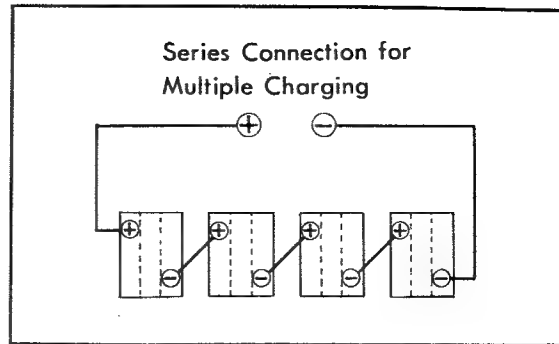 Series Connection for
Multiple Charging
+ −
+ + + +
− − − −